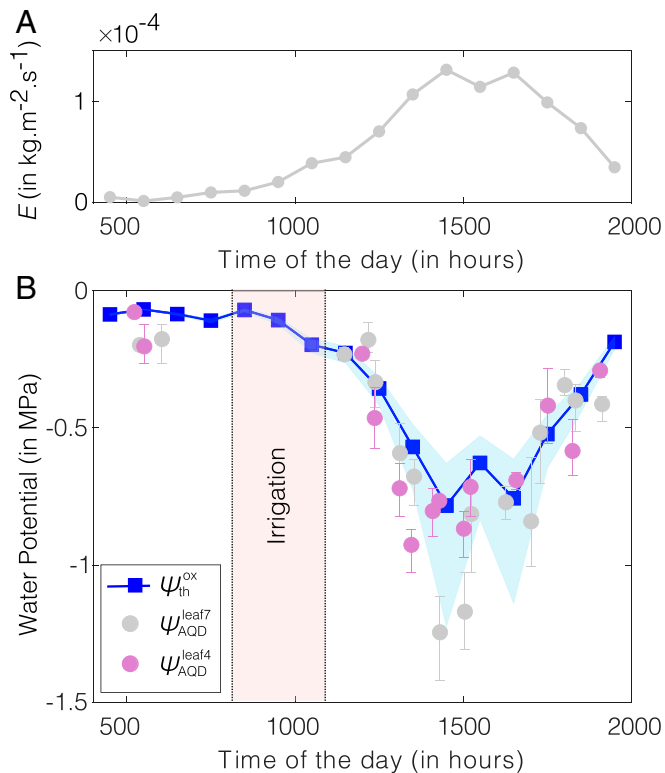 A
×10⁻⁴
E (in kg.m⁻².s⁻¹)
1
0
500 1000 1500 2000
Time of the day (in hours)
B
Water Potential (in MPa)
0
-0.5
-1
-1.5
Irrigation
ψ_th^ox
ψ_AQD^leaf7
ψ_AQD^leaf4
500 1000 1500 2000
Time of the day (in hours)